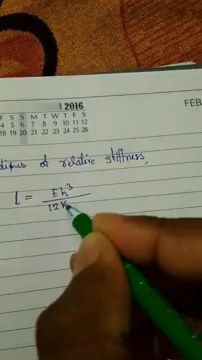 2016
FEB
F S S M T W T F S S
4 5 6 7 8 9 10 11 12
18 19 20 21 22 23 24 25 26
of relative stiffness
l = Eh³
12